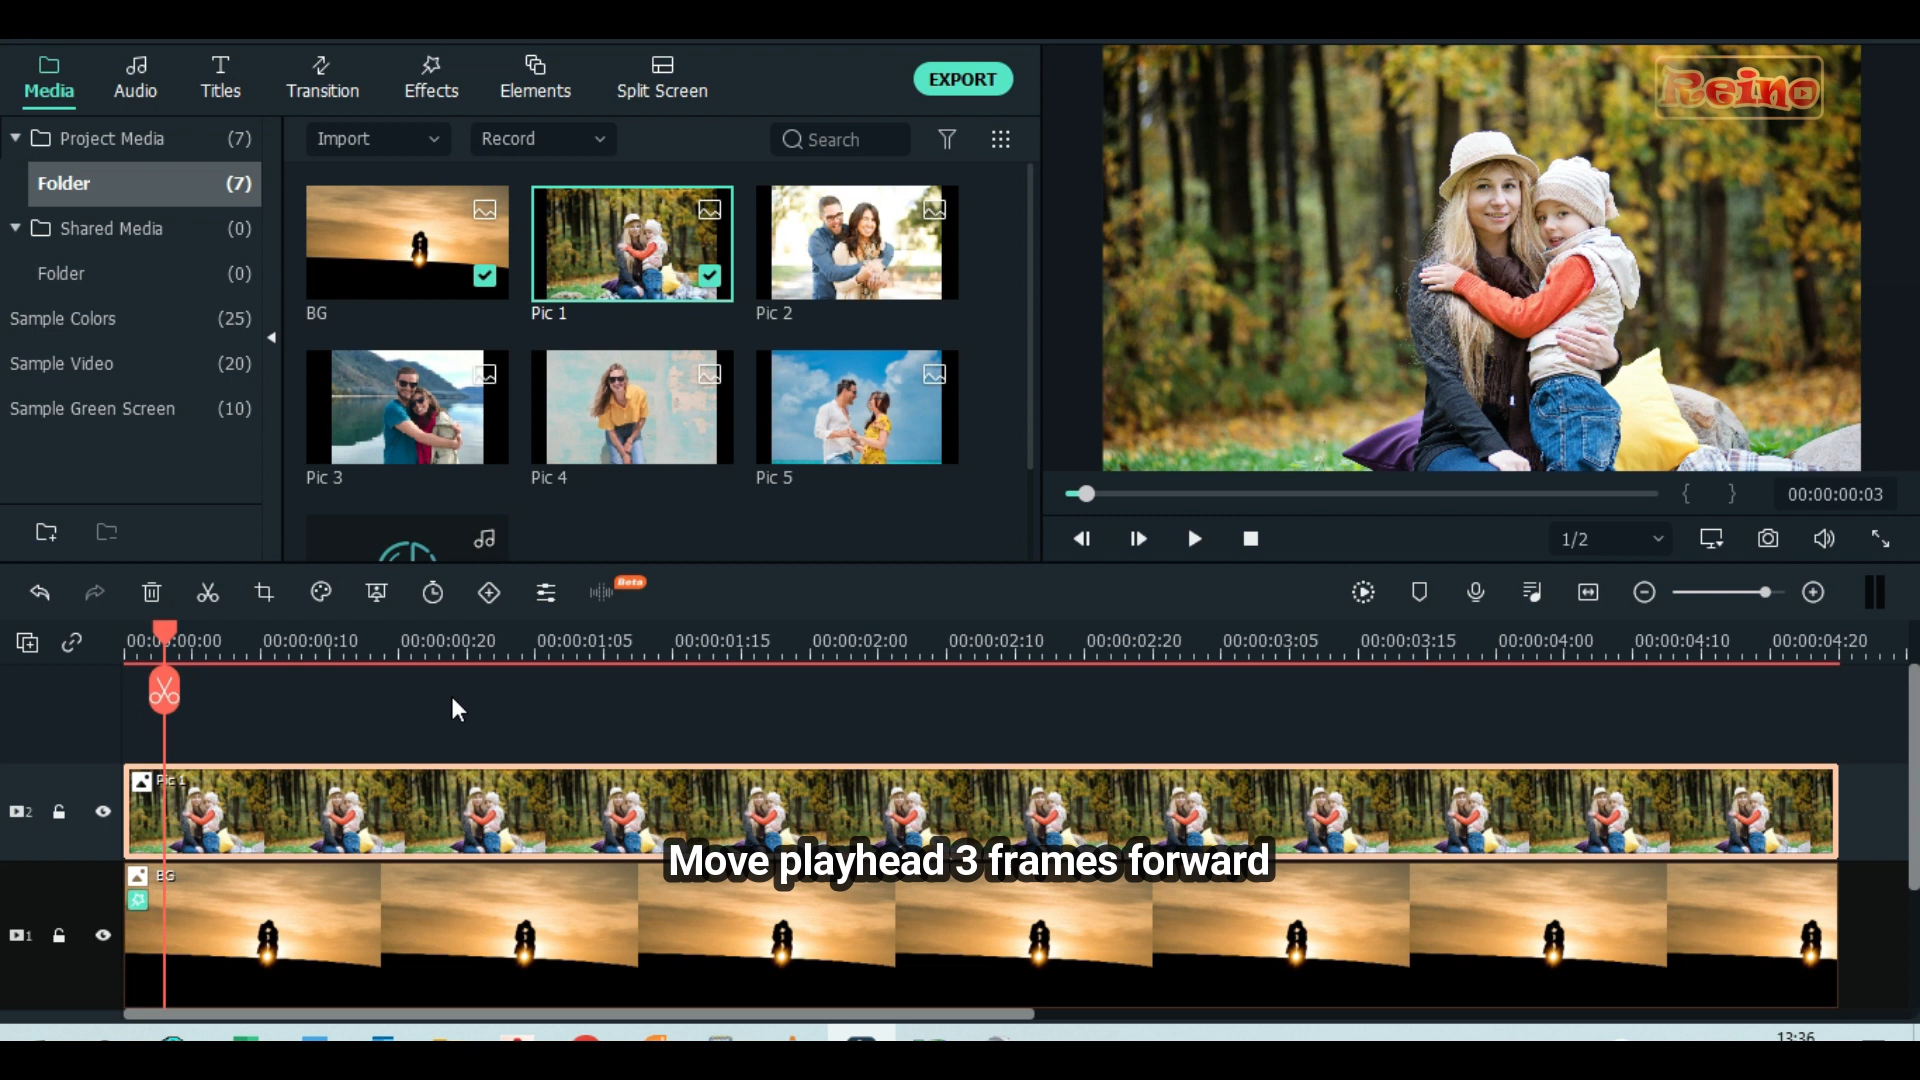 Media
Audio
Titles
Transition
Effects
Elements
Split Screen
EXPORT
Reino
Project Media (7)
Folder (7)
Shared Media (0)
Folder (0)
Sample Colors (25)
Sample Video (20)
Sample Green Screen (10)
Import
Record
Search
BG
Pic 1
Pic 2
Pic 3
Pic 4
Pic 5
{ }
00:00:00:03
1/2
Beta
00:00:00:10
00:00:00:20
00:00:01:05
00:00:01:15
00:00:02:00
00:00:02:10
00:00:02:20
00:00:03:05
00:00:03:15
00:00:04:00
00:00:04:10
00:00:04:20
2
Pic 1
Move playhead 3 frames forward
1
BG
13:36